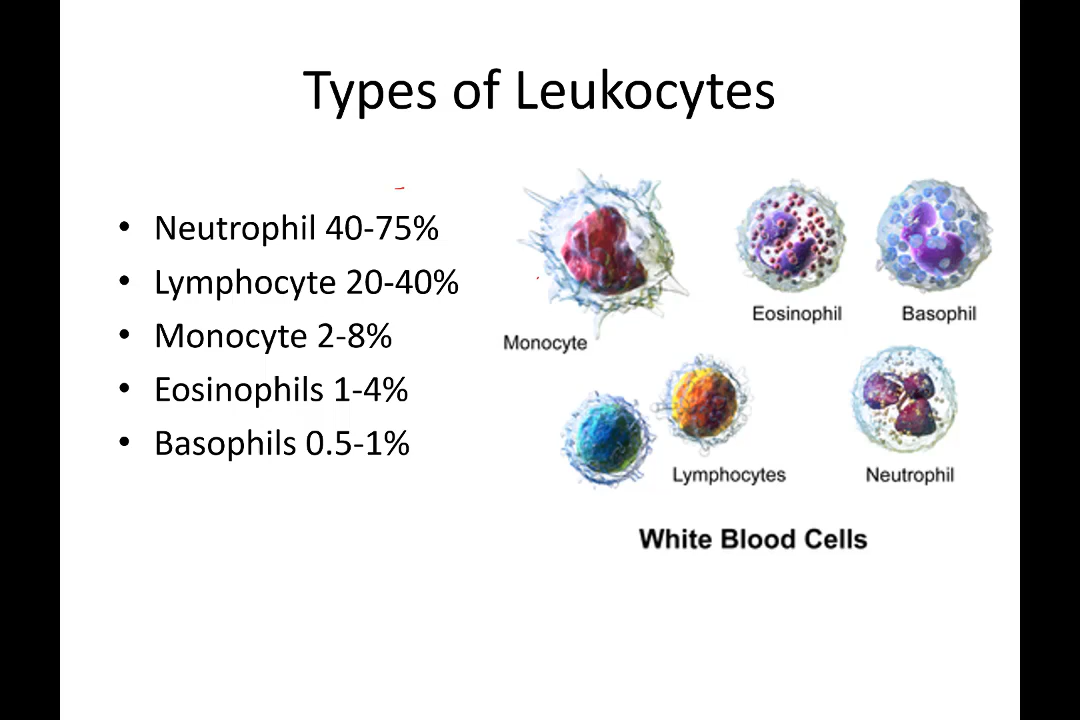 Types of Leukocytes
• Neutrophil 40-75%
• Lymphocyte 20-40%
• Monocyte 2-8%
• Eosinophils 1-4%
• Basophils 0.5-1%
Eosinophil
Basophil
Monocyte
Lymphocytes
Neutrophil
White Blood Cells